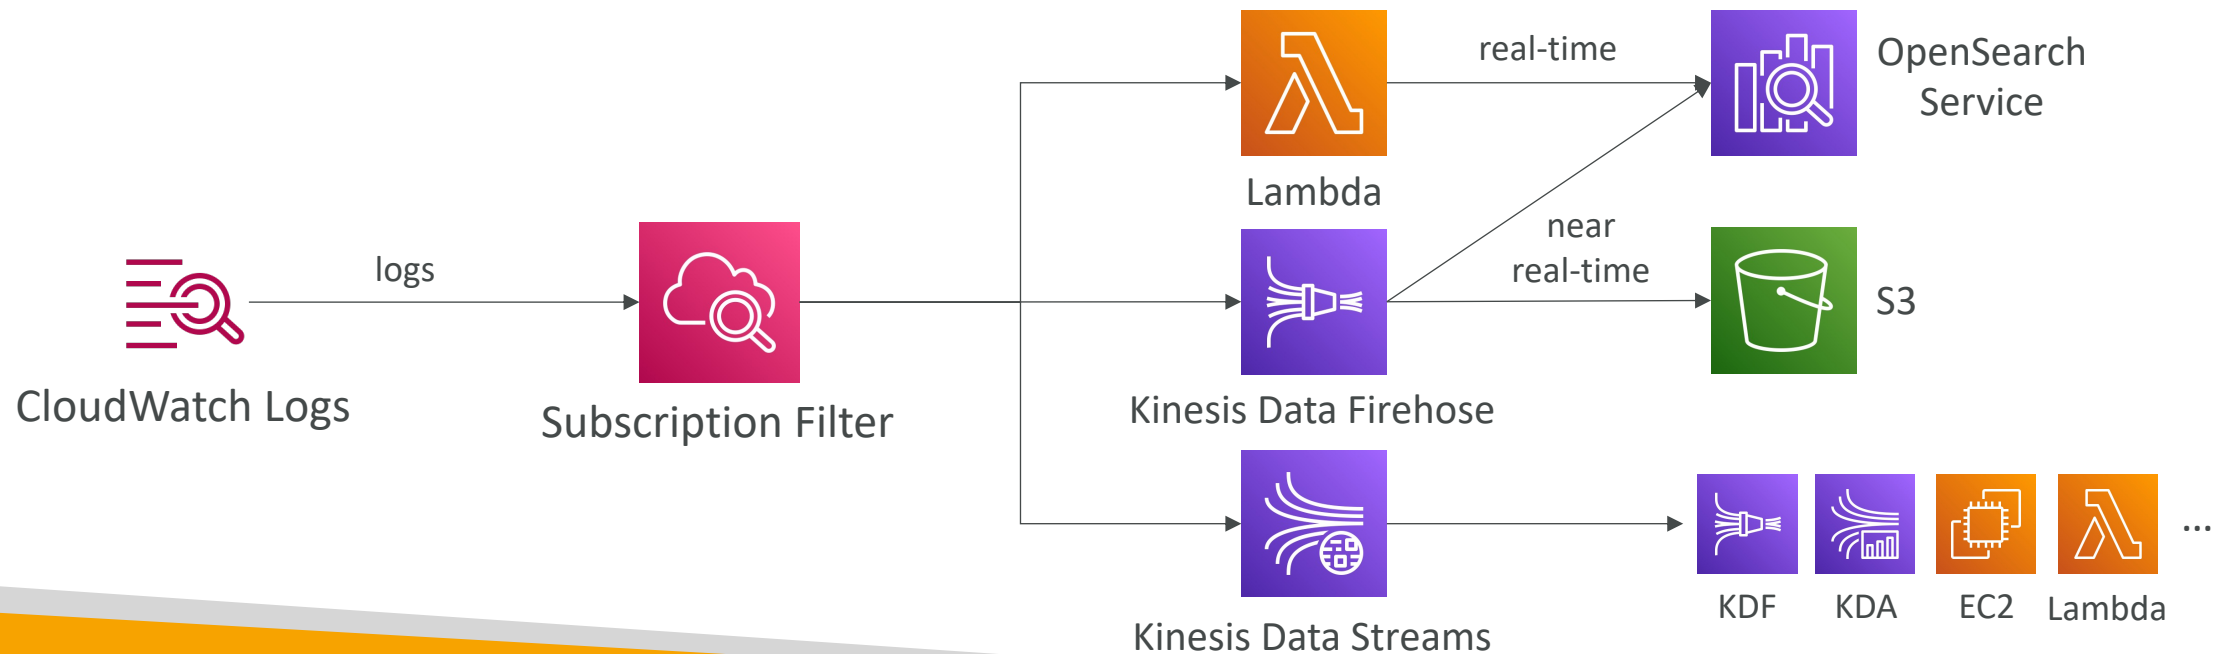 CloudWatch Logs
logs
Subscription Filter
Lambda
real-time
OpenSearch
Service
Kinesis Data Firehose
near
real-time
S3
Kinesis Data Streams
KDF
KDA
EC2
Lambda
...